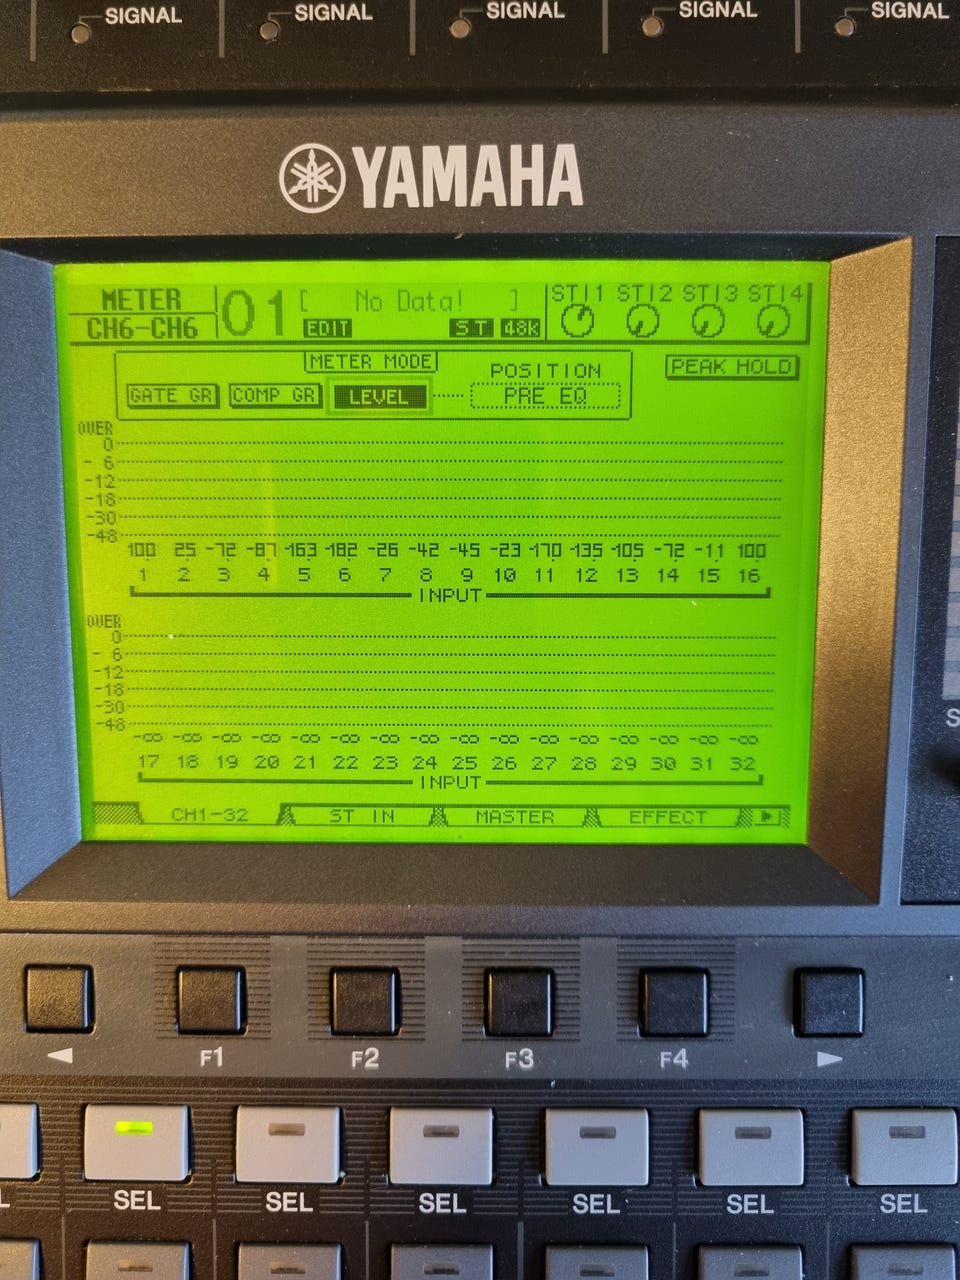 SIGNAL SIGNAL SIGNAL SIGNAL SIGNAL
YAMAHA
METER
CH6-CH6
01
[ No Data! ]
EDIT ST 48K
STI1 STI2 STI3 STI4
METER MODE
GATE GR COMP GR LEVEL
POSITION
PRE EQ
PEAK HOLD
OVER
0
- 6
-12
-18
-30
-48
100 25 -72 -87 -163 -182 -26 -42 -45 -23 -170 -135 -105 -72 -11 100
1 2 3 4 5 6 7 8 9 10 11 12 13 14 15 16
INPUT
OVER
0
- 6
-12
-18
-30
-48
-∞ -∞ -∞ -∞ -∞ -∞ -∞ -∞ -∞ -∞ -∞ -∞ -∞ -∞ -∞ -∞
17 18 19 20 21 22 23 24 25 26 27 28 29 30 31 32
INPUT
CH1-32 ST IN MASTER EFFECT
F1 F2 F3 F4
SEL SEL SEL SEL SEL SEL